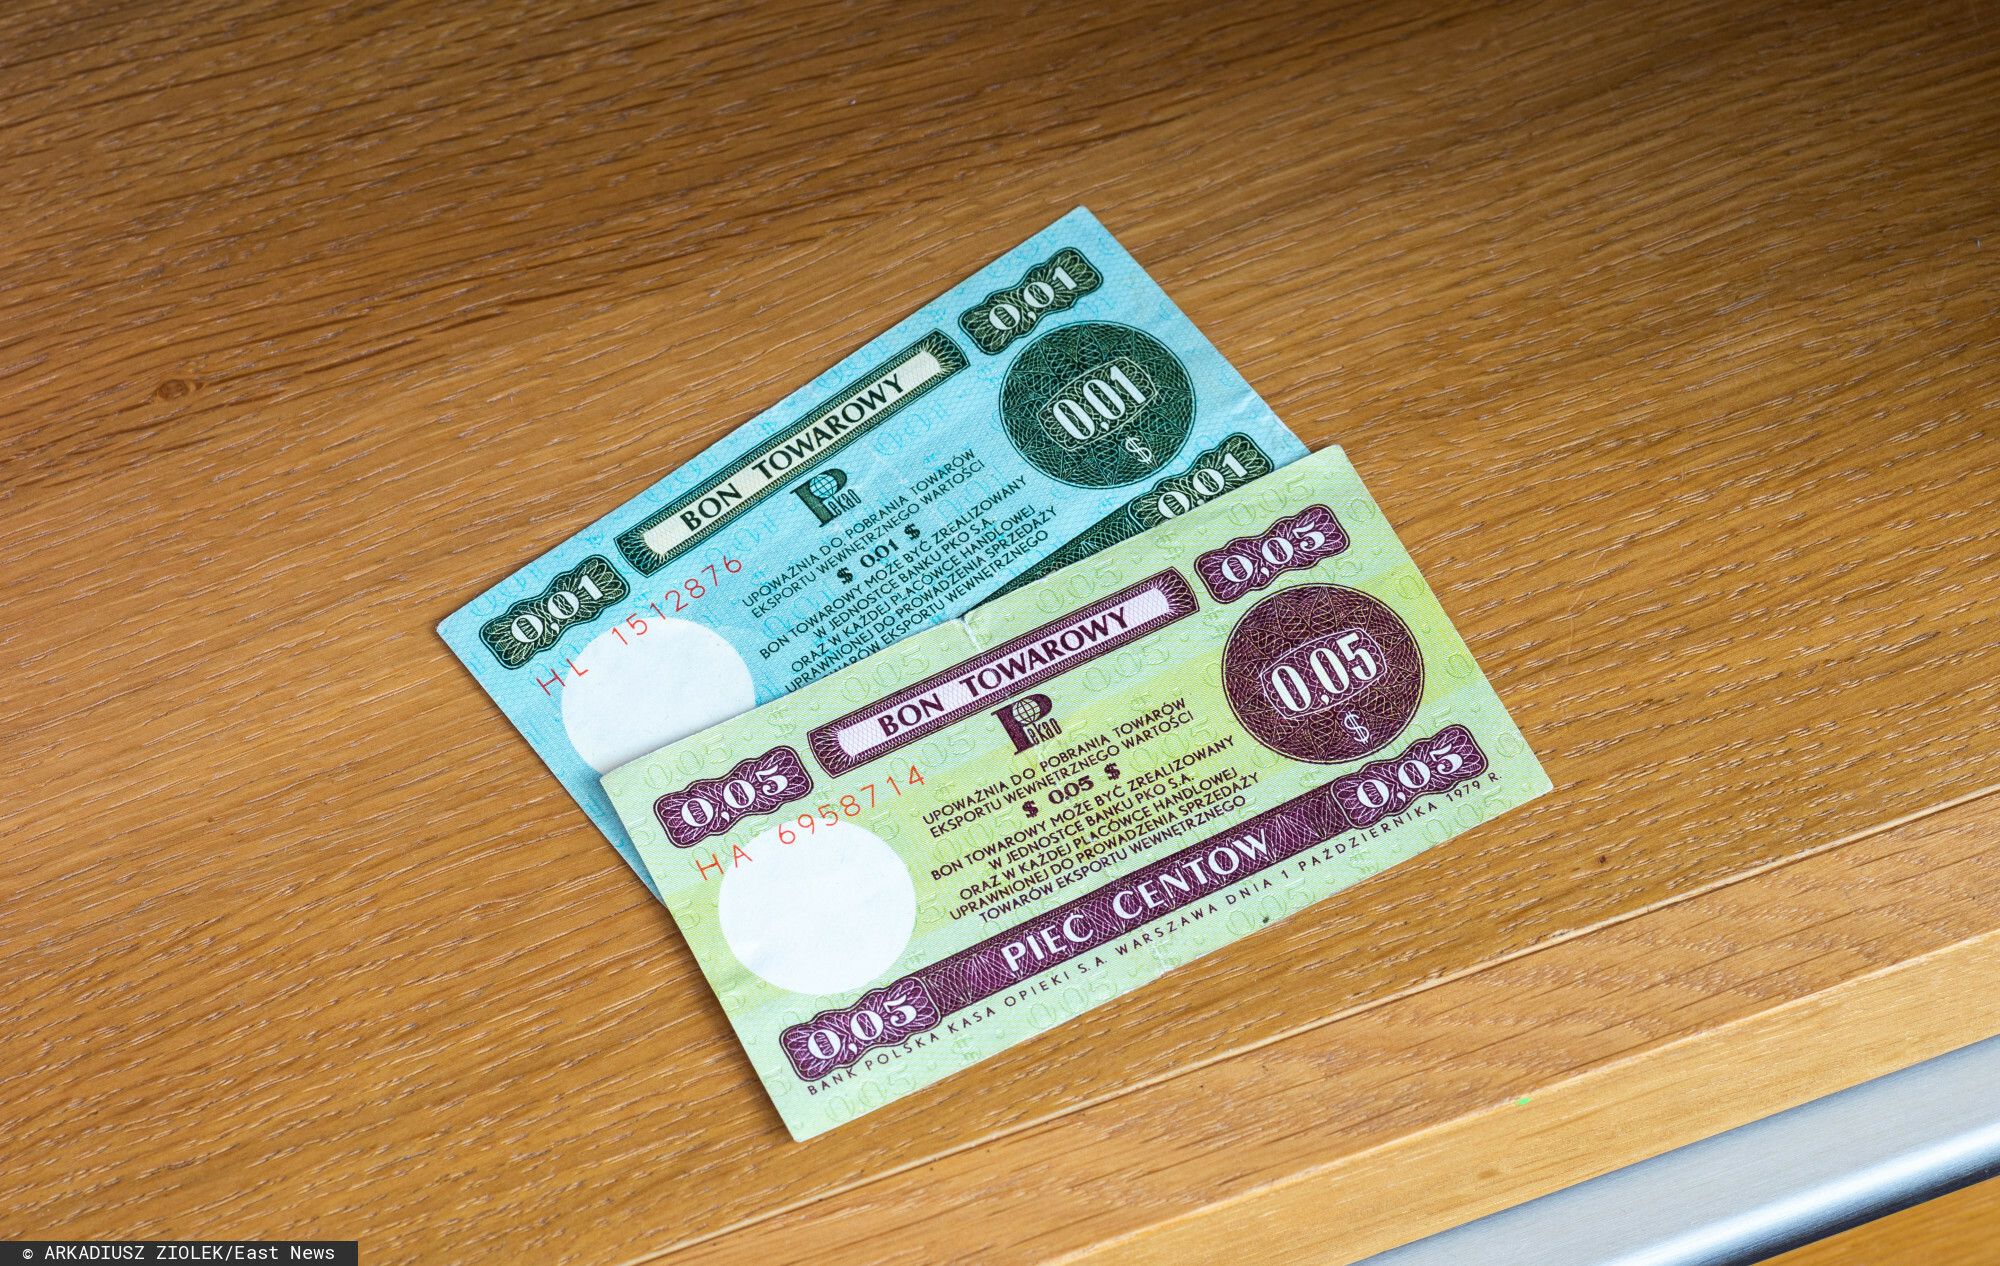 0,01
BON TOWAROWY
0,01
HL 1512876
Pekao
0,01
$
UPOWAŻNIA DO POBRANIA TOWARÓW
EKSPORTU WEWNĘTRZNEGO WARTOŚCI
$ 0.01 $
BON TOWAROWY MOŻE BYĆ ZREALIZOWANY
W JEDNOSTCE BANKU PKO S.A.
ORAZ W KAŻDEJ PLACÓWCE HANDLOWEJ
UPRAWNIONEJ DO PROWADZENIA SPRZEDAŻY
EKSPORTU WEWNĘTRZNEGO
0,01
0,05
BON TOWAROWY
0,05
HA 6958714
Pekao
0,05
$
UPOWAŻNIA DO POBRANIA TOWARÓW
EKSPORTU WEWNĘTRZNEGO WARTOŚCI
$ 0.05 $
BON TOWAROWY MOŻE BYĆ ZREALIZOWANY
W JEDNOSTCE BANKU PKO S.A.
ORAZ W KAŻDEJ PLACÓWCE HANDLOWEJ
UPRAWNIONEJ DO PROWADZENIA SPRZEDAŻY
TOWARÓW EKSPORTU WEWNĘTRZNEGO
0,05
PIĘĆ CENTÓW
0,05
BANK POLSKA KASA OPIEKI S.A. WARSZAWA DNIA 1 PAŹDZIERNIKA 1979 R.
© ARKADIUSZ ZIOLEK/East News